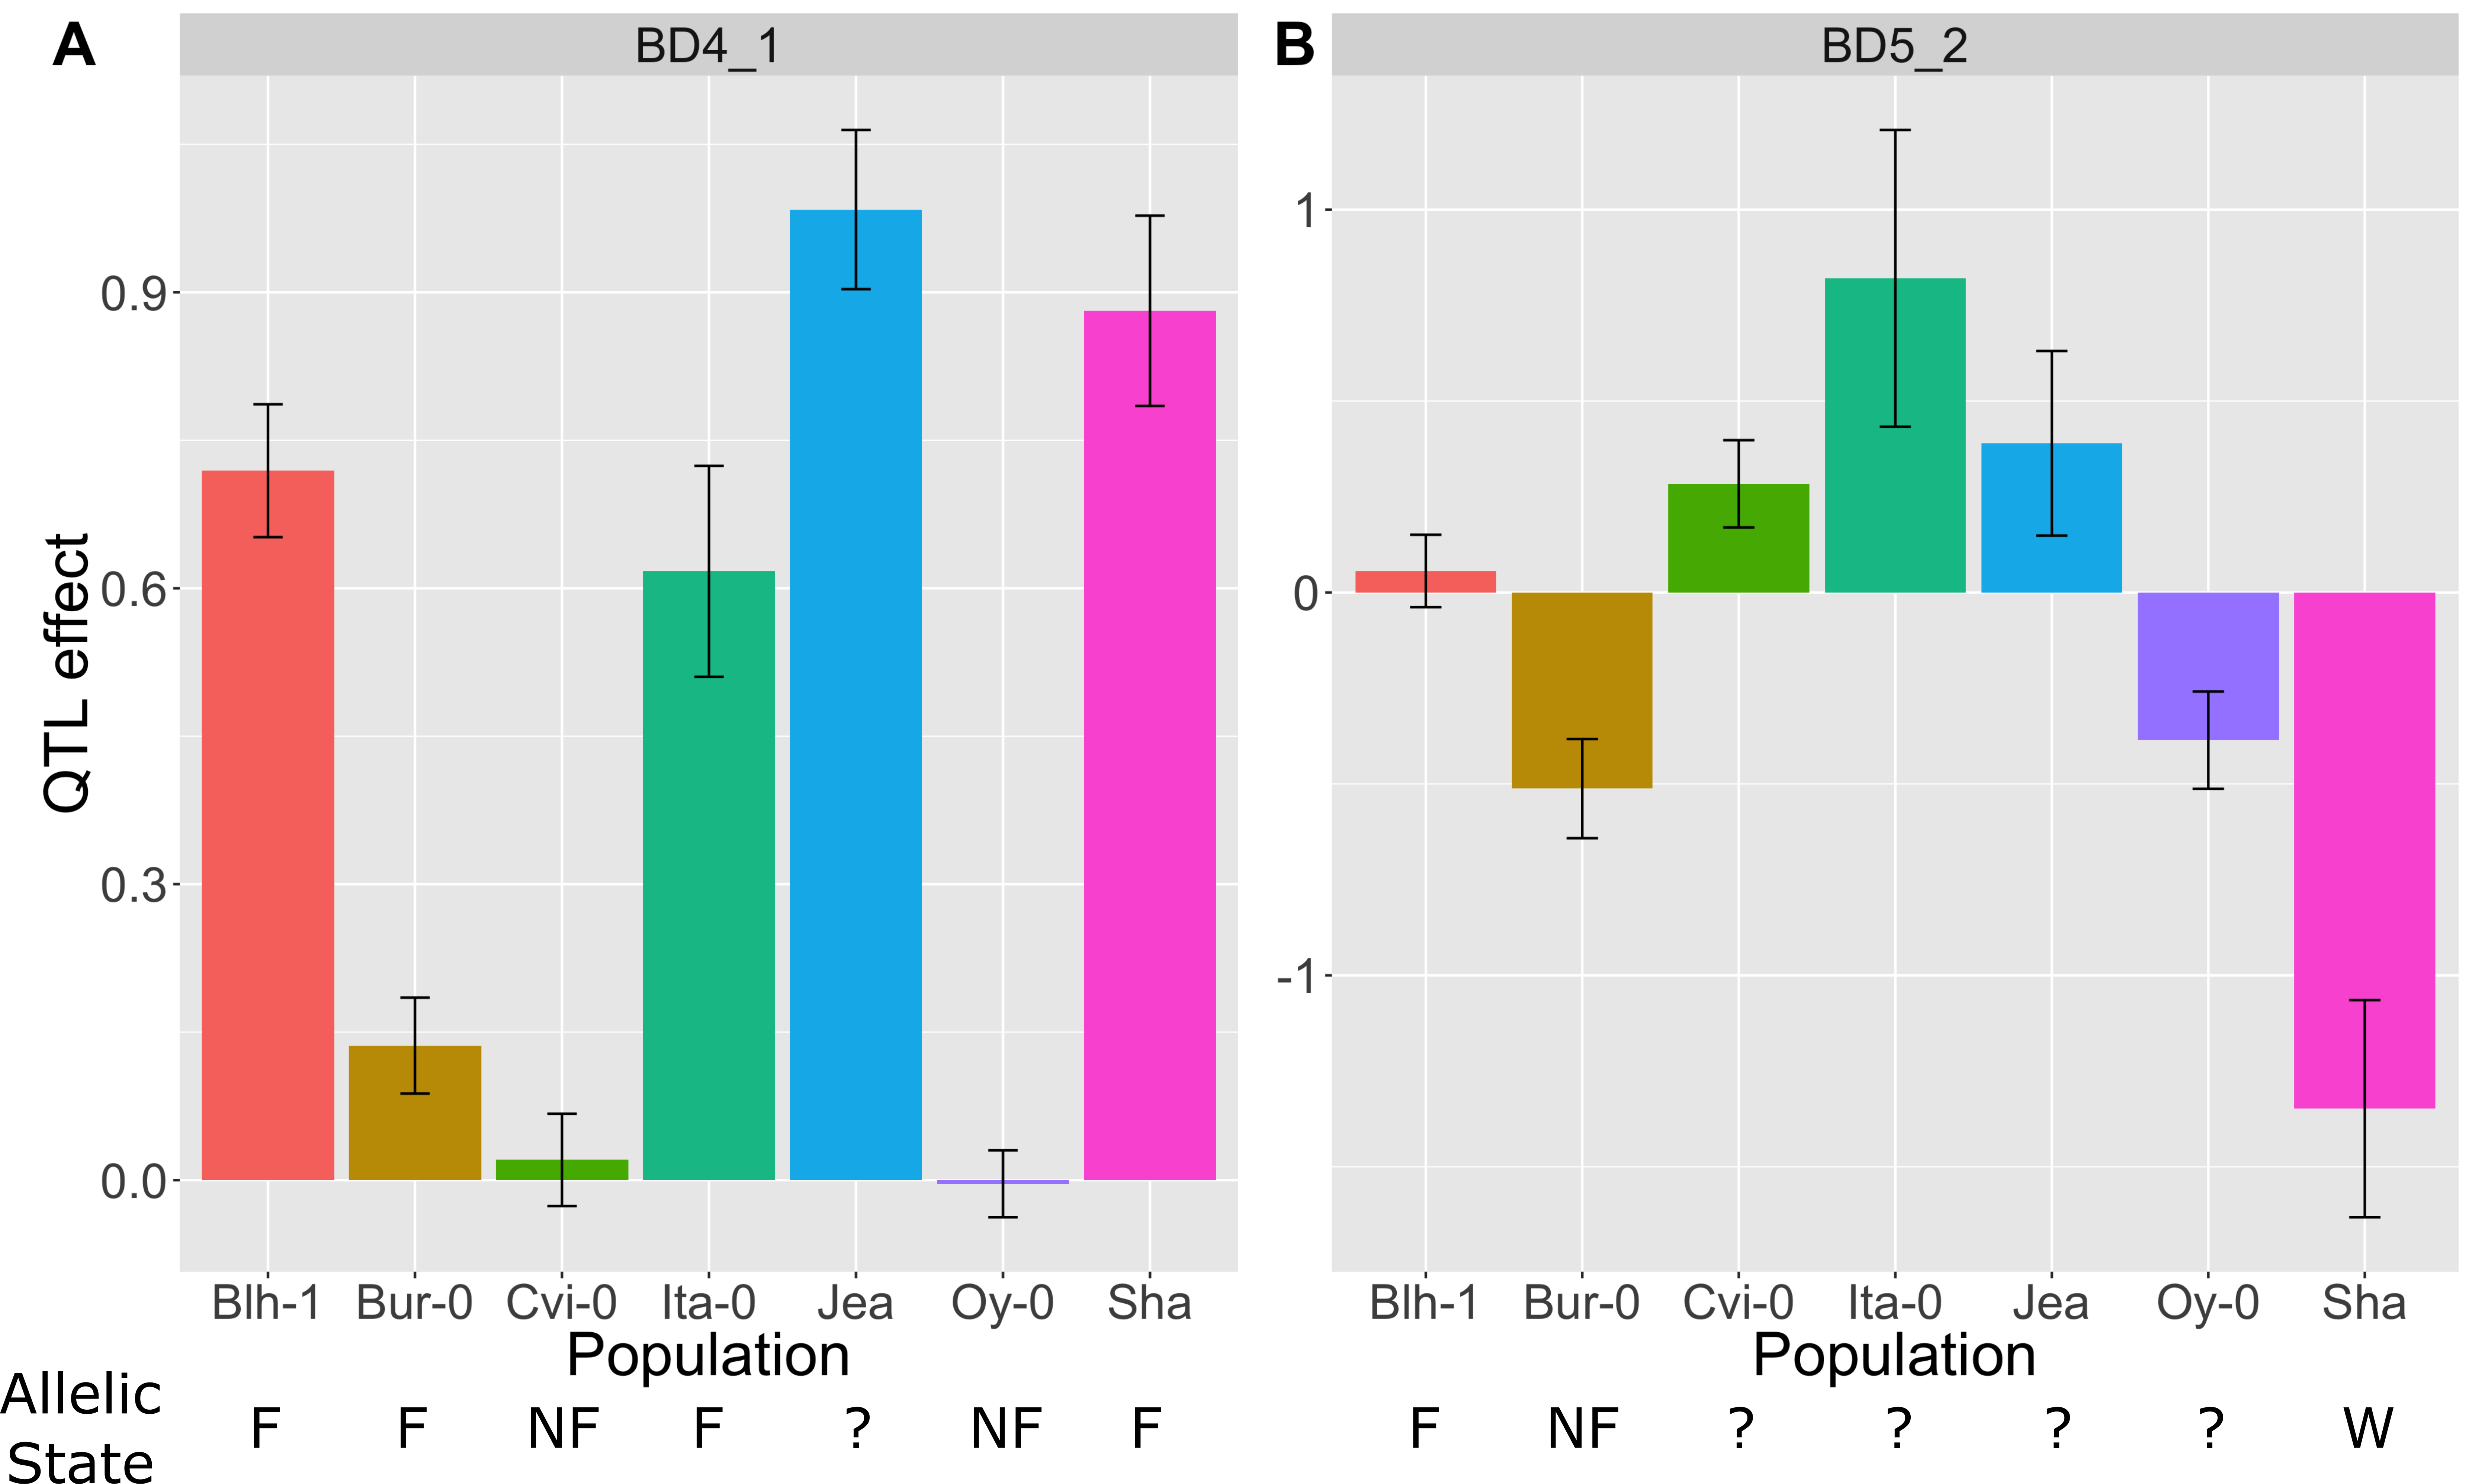 A
BD4_1
B
BD5_2
QTL effect
0.9
0.6
0.3
0.0
1
0
-1
Blh-1 Bur-0 Cvi-0 Ita-0 Jea Oy-0 Sha
Blh-1 Bur-0 Cvi-0 Ita-0 Jea Oy-0 Sha
Population
Population
Allelic
State
F F NF F ? NF F
F NF ? ? ? ? W